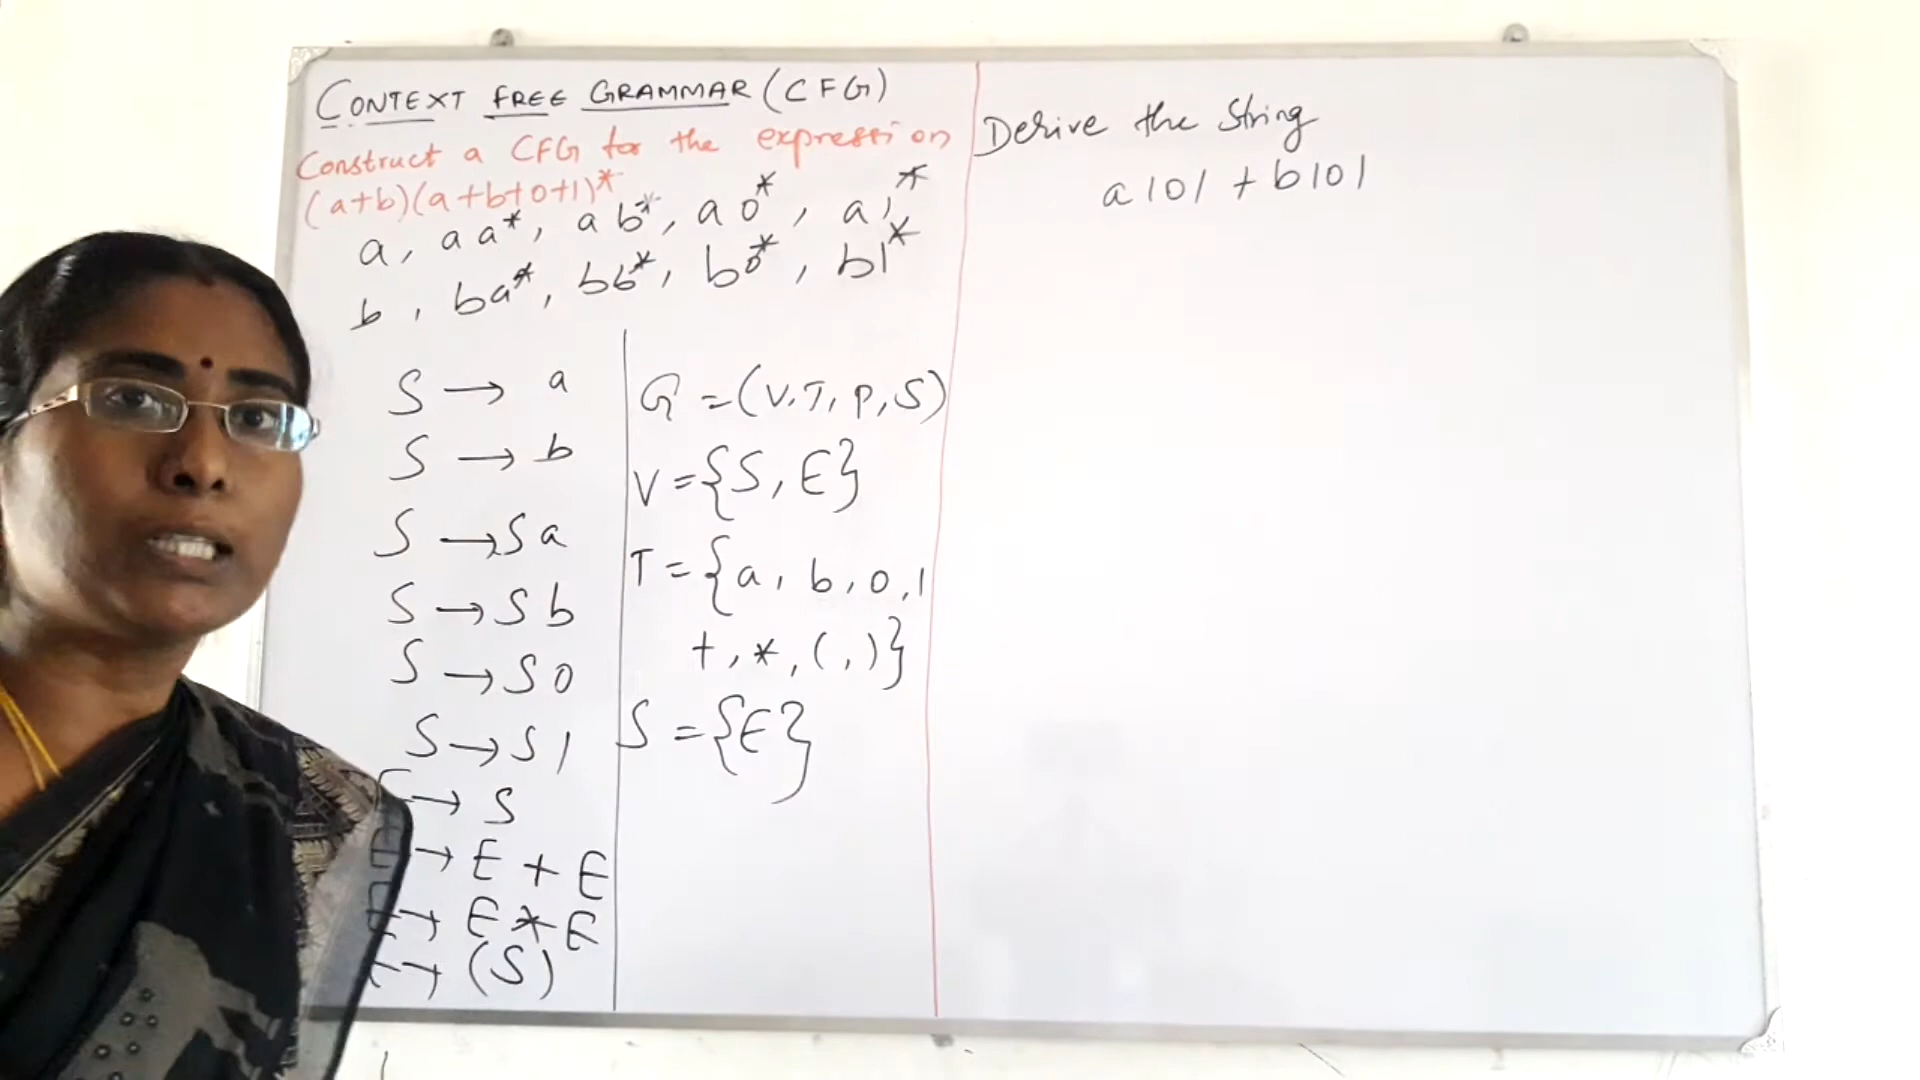 CONTEXT FREE GRAMMAR (CFG)
Construct a CFG for the expression
(a+b)(a+b+0+1)*
a, aa*, ab*, a0*, a1*
b, ba*, bb*, b0*, b1*
S → a
S → b
S → Sa
S → Sb
S → S0
S → S1
→ S
E → E + E
E → E * E
E → (S)
G = (V, T, P, S)
V = {S, E}
T = {a, b, 0, 1
+, *, (, )}
S = {E}
Derive the String
a101 + b101